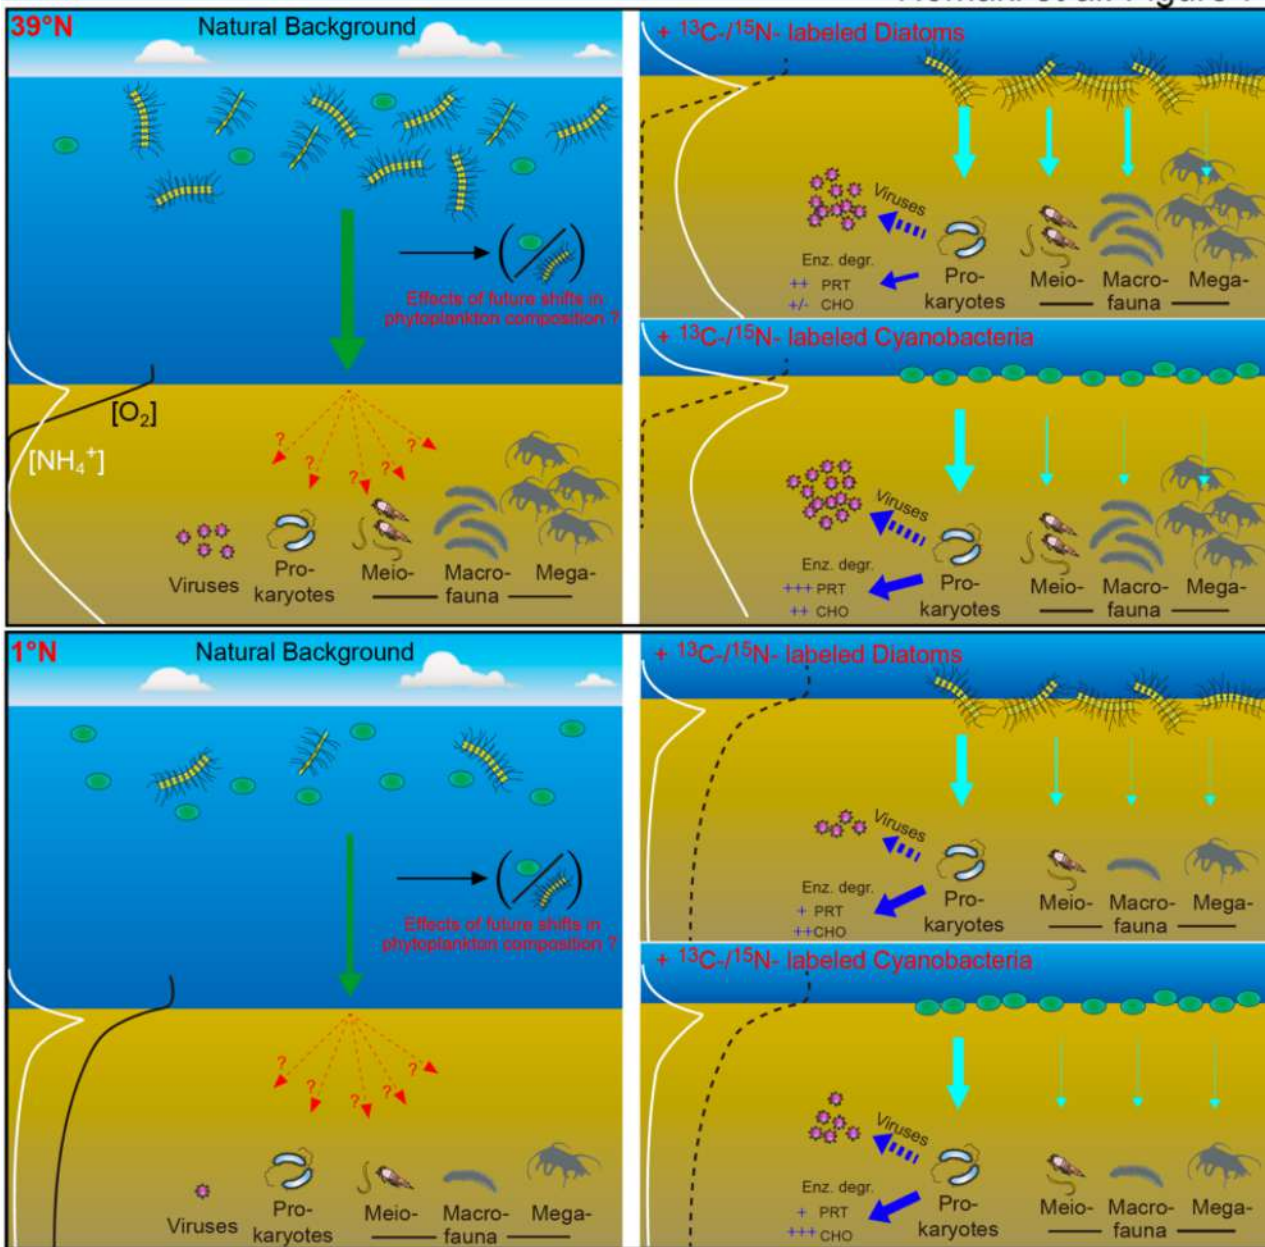 39°N
Natural Background
Effects of future shifts in
phytoplankton composition ?
[O₂]
[NH₄⁺]
? ? ? ? ?
Viruses
Pro-
karyotes
Meio-
Macro-
fauna
Mega-
+ ¹³C-/¹⁵N- labeled Diatoms
Viruses
Enz. degr.
++ PRT
+/- CHO
Pro-
karyotes
Meio-
Macro-
fauna
Mega-
+ ¹³C-/¹⁵N- labeled Cyanobacteria
Viruses
Enz. degr.
+++ PRT
++ CHO
Pro-
karyotes
Meio-
Macro-
fauna
Mega-
1°N
Natural Background
Effects of future shifts in
phytoplankton composition ?
? ? ? ? ?
Viruses
Pro-
karyotes
Meio-
Macro-
fauna
Mega-
+ ¹³C-/¹⁵N- labeled Diatoms
Viruses
Enz. degr.
+ PRT
++CHO
Pro-
karyotes
Meio-
Macro-
fauna
Mega-
+ ¹³C-/¹⁵N- labeled Cyanobacteria
Viruses
Enz. degr.
+ PRT
+++ CHO
Pro-
karyotes
Meio-
Macro-
fauna
Mega-